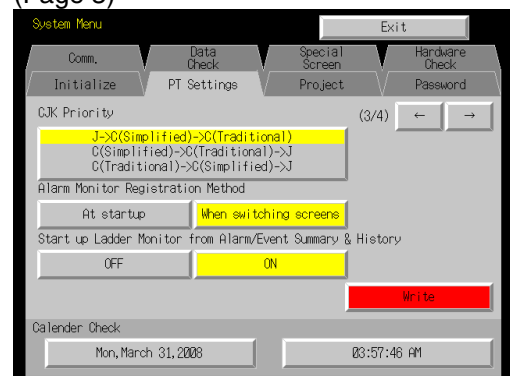 (Page 3)
System Menu
Exit
Comm.
Data
Check
Special
Screen
Hardware
Check
Initialize
PT Settings
Project
Password
CJK Priority
(3/4)
←
→
J->C(Simplified)->C(Traditional)
C(Simplified)->C(Traditional)->J
C(Traditional)->C(Simplified)->J
Alarm Monitor Registration Method
At startup
When switching screens
Start up Ladder Monitor from Alarm/Event Summary & History
OFF
ON
Write
Calender Check
Mon,March 31,2008
03:57:46 AM